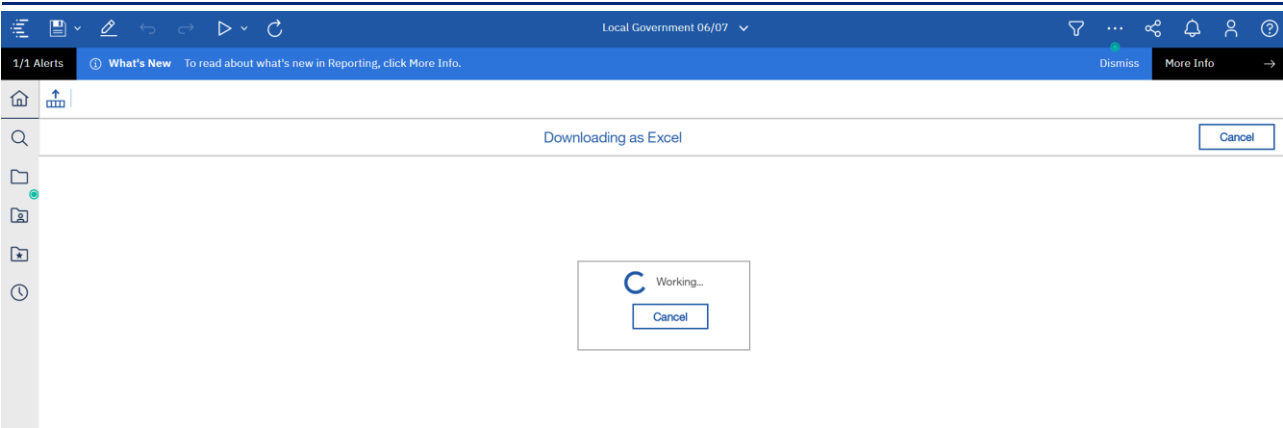 Local Government 06/07
1/1 Alerts What's New To read about what's new in Reporting, click More Info. Dismiss More Info
Downloading as Excel Cancel
Working...
Cancel